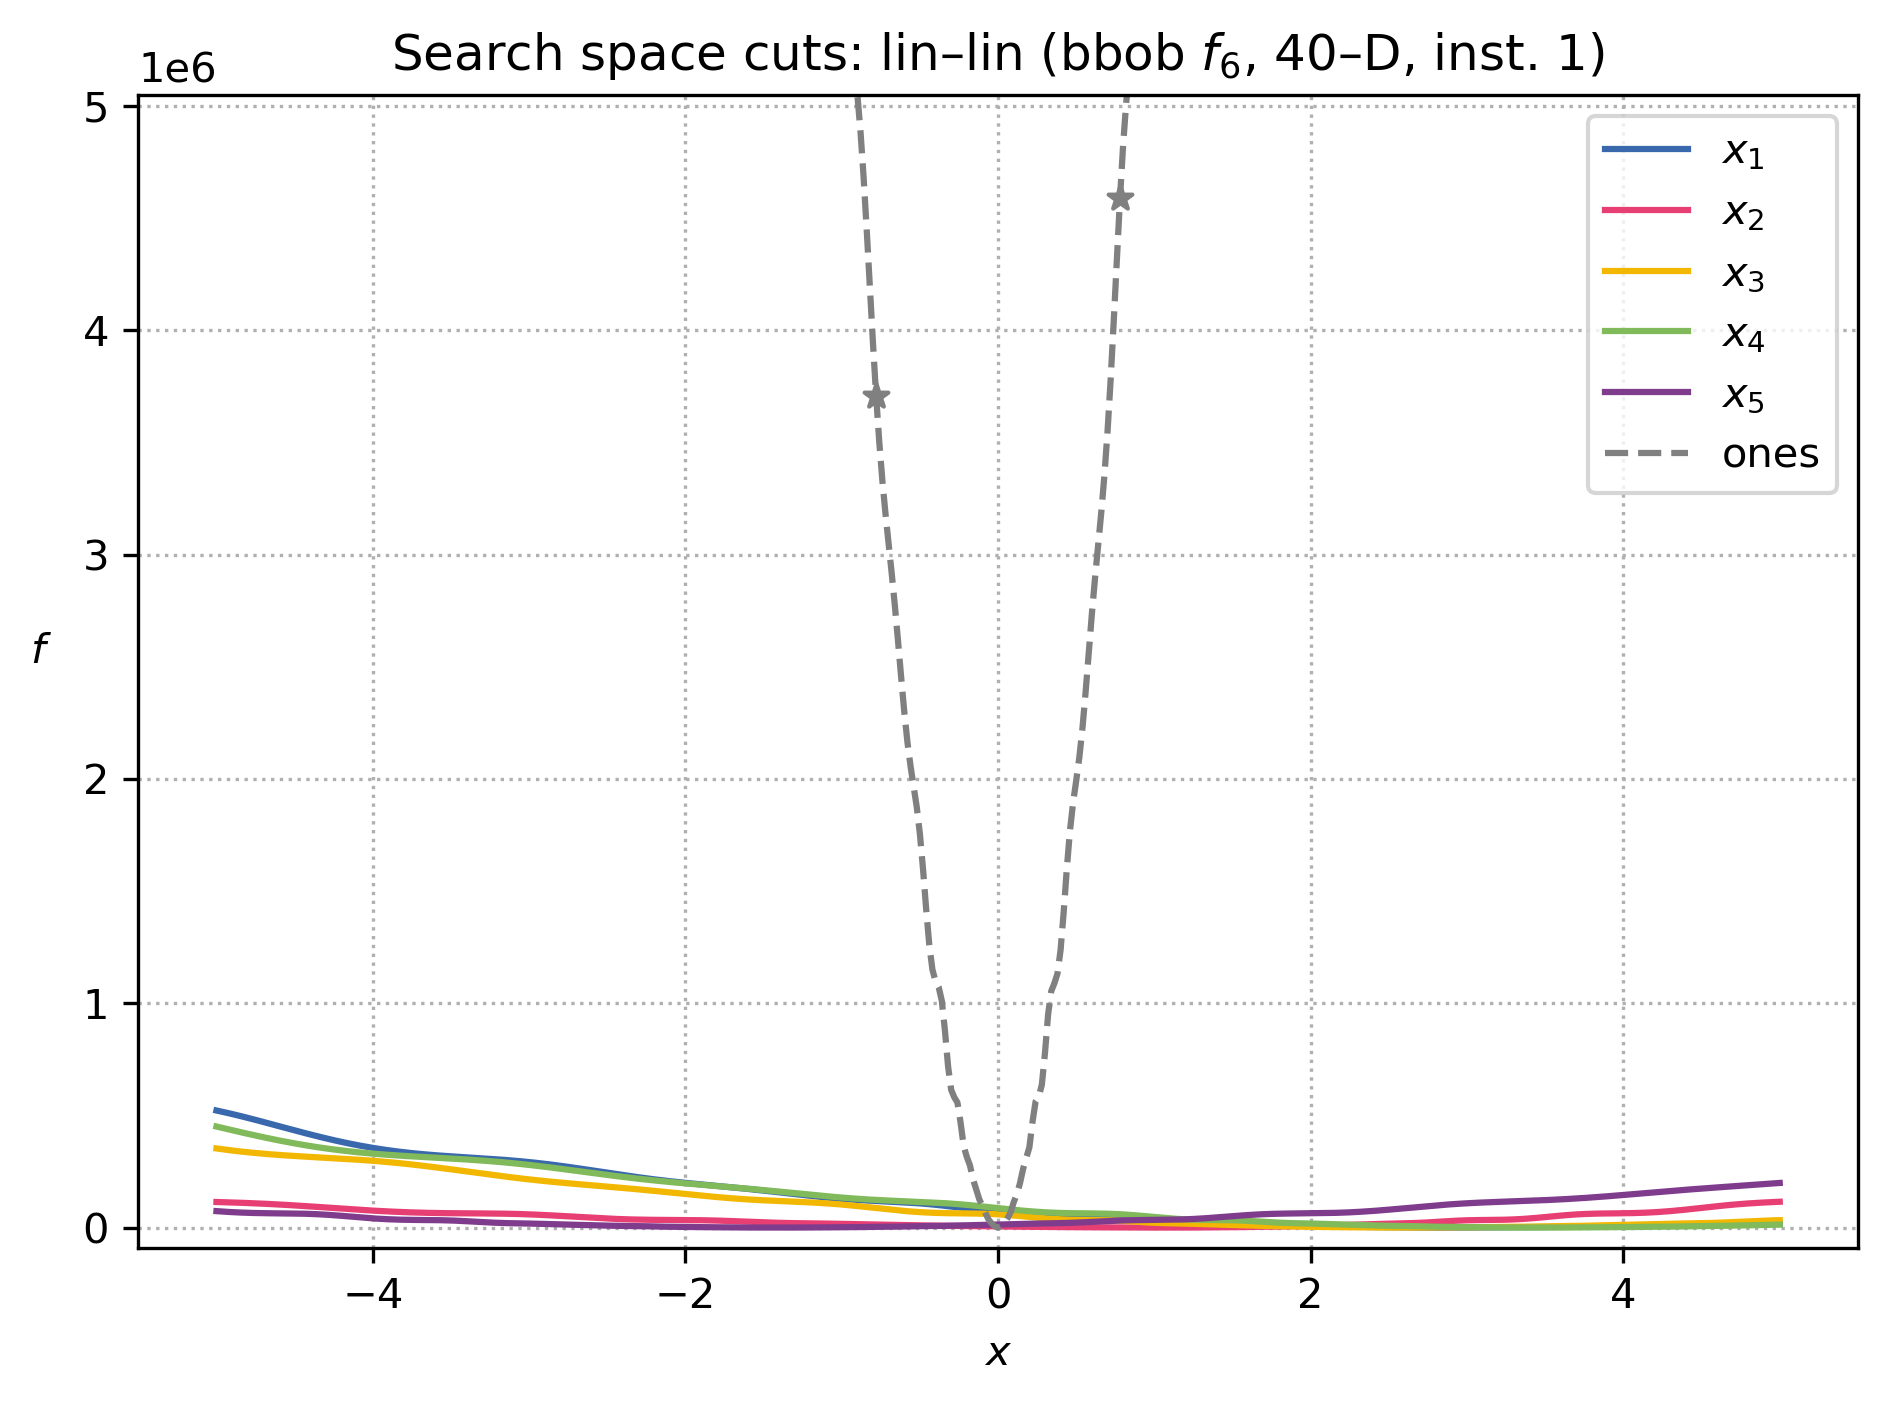 Search space cuts: lin–lin (bbob f₆, 40–D, inst. 1)
1e6
5
4
3
2
1
0
f
−4
−2
0
2
4
x
x₁
x₂
x₃
x₄
x₅
ones